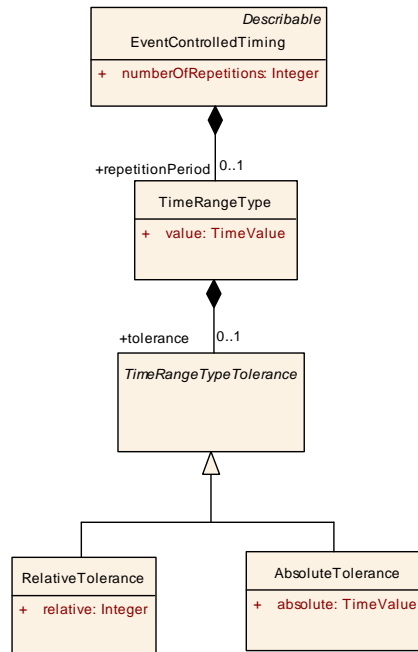 Describable
EventControlledTiming
+ numberOfRepetitions: Integer
+repetitionPeriod 0..1
TimeRangeType
+ value: TimeValue
+tolerance 0..1
TimeRangeTypeTolerance
RelativeTolerance
+ relative: Integer
AbsoluteTolerance
+ absolute: TimeValue